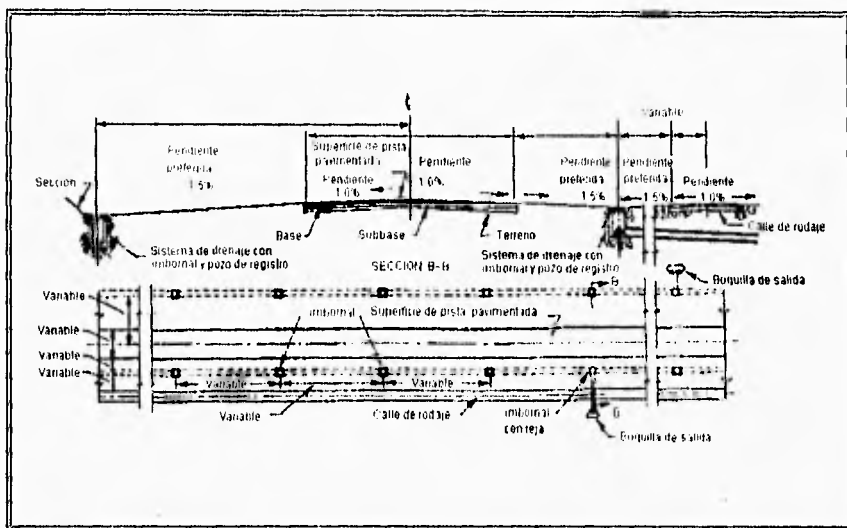 Variable
Pendiente
preferida
1.5%
Superficie de pista
pavimentada
Pendiente
1.0%
Pendiente
1.0%
Pendiente
preferida
1.5%
Pendiente
preferida
1.5%
Pendiente
1.0%
Sección
Calle de rodaje
Base
Subbase
Terreno
Sistema de drenaje con
imbornal y pozo de registro
Sistema de drenaje con
imbornal y pozo de registro
SECCION B-B
Boquilla de salida
B
Variable
Variable
Variable
Variable
imbornal
Superficie de pista pavimentada
Variable
Variable
Variable
Calle de rodaje
imbornal
con reja
Boquilla de salida